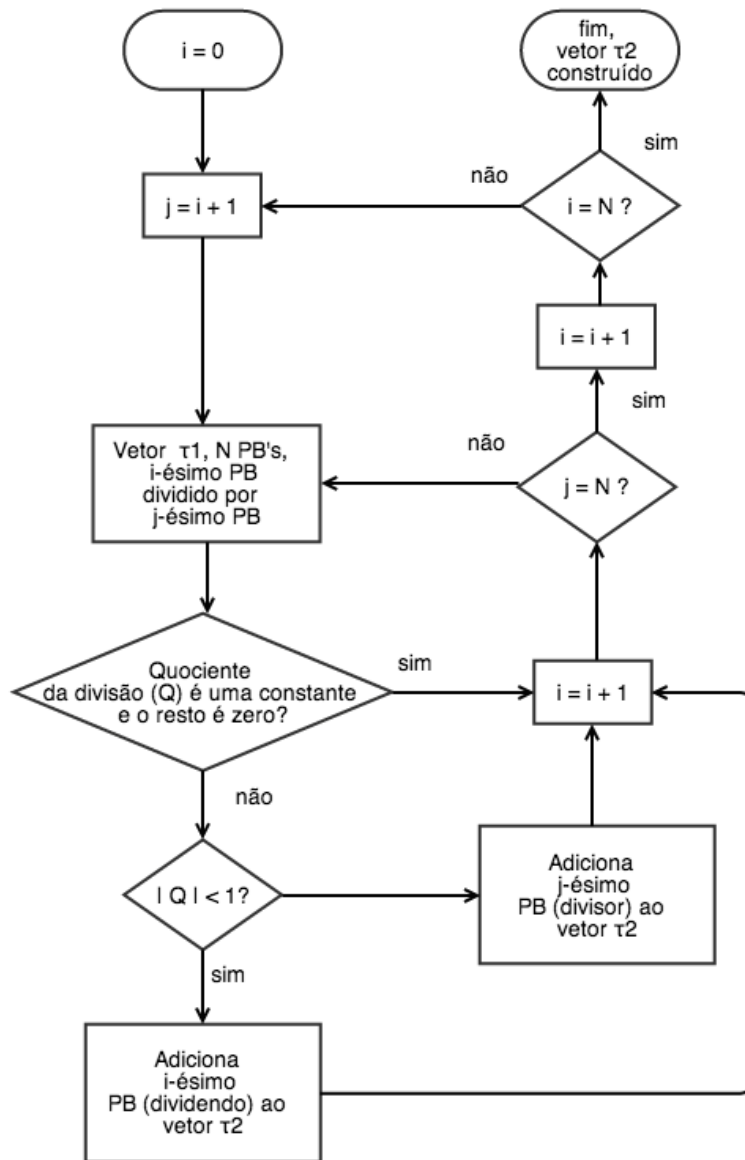 i = 0
fim,
vetor τ2
construído
sim
não
i = N ?
j = i + 1
i = i + 1
sim
não
Vetor τ1, N PB's,
i-ésimo PB
dividido por
j-ésimo PB
j = N ?
Quociente
da divisão (Q) é uma constante
e o resto é zero?
sim
i = i + 1
não
| Q | < 1?
Adiciona
j-ésimo
PB (divisor) ao
vetor τ2
sim
Adiciona
i-ésimo
PB (dividendo) ao
vetor τ2